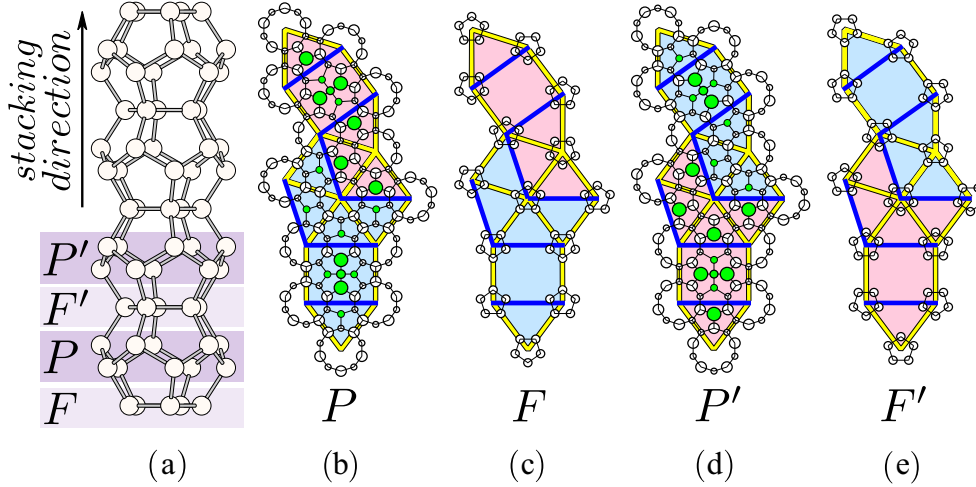 stacking
direction
P′
F′
P
F
P
F
P′
F′
(a)
(b)
(c)
(d)
(e)